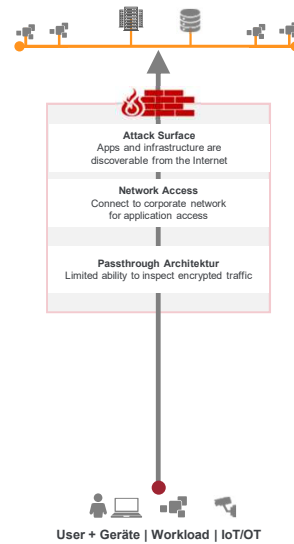 Attack Surface
Apps and infrastructure are
discoverable from the Internet
Network Access
Connect to corporate network
for application access
Passthrough Architektur
Limited ability to inspect encrypted traffic
User + Geräte | Workload | IoT/OT